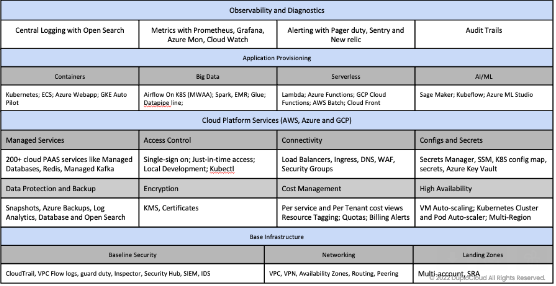 Observability and Diagnostics
Central Logging with Open Search
Metrics with Prometheus, Grafana,
Azure Mon, Cloud Watch
Alerting with Pager duty, Sentry and
New relic
Audit Trails
Application Provisioning
Containers
Big Data
Serverless
AI/ML
Kubernetes; ECS; Azure Webapp; GKE Auto
Pilot
Airflow On K8S (MWAA); Spark, EMR; Glue;
Datapipe line;
Lambda; Azure Functions; GCP Cloud
Functions; AWS Batch; Cloud Front
Sage Maker; Kubeflow; Azure ML Studio
Cloud Platform Services (AWS, Azure and GCP)
Managed Services
Access Control
Connectivity
Configs and Secrets
200+ cloud PAAS services like Managed
Databases, Redis, Managed Kafka
Single-sign on; Just-in-time access;
Local Development; Kubectl
Load Balancers, Ingress, DNS, WAF,
Security Groups
Secrets Manager, SSM, K8S config map,
secrets, Azure Key Vault
Data Protection and Backup
Encryption
Cost Management
High Availability
Snapshots, Azure Backups, Log
Analytics, Database and Open Search
KMS, Certificates
Per service and Per Tenant cost views
Resource Tagging; Quotas; Billing Alerts
VM Auto-scaling; Kubernetes Cluster
and Pod Auto-scaler; Multi-Region
Base Infrastructure
Baseline Security
Networking
Landing Zones
CloudTrail, VPC Flow logs, guard duty, Inspector, Security Hub, SIEM, IDS
VPC, VPN, Availability Zones, Routing, Peering
Multi-account, SRA
© 2022 DuploCloud All Rights Reserved.